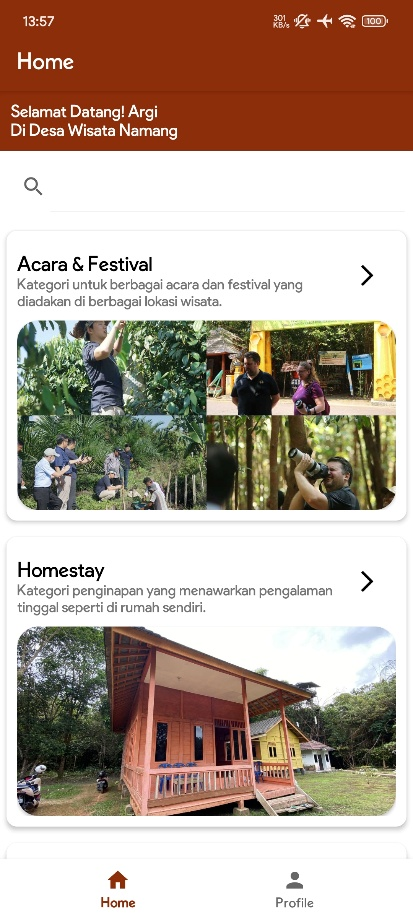 13:57
301
KB/s
100
Home
Selamat Datang! Argi
Di Desa Wisata Namang
Acara & Festival
Kategori untuk berbagai acara dan festival yang
diadakan di berbagai lokasi wisata.
Homestay
Kategori penginapan yang menawarkan pengalaman
tinggal seperti di rumah sendiri.
Home
Profile